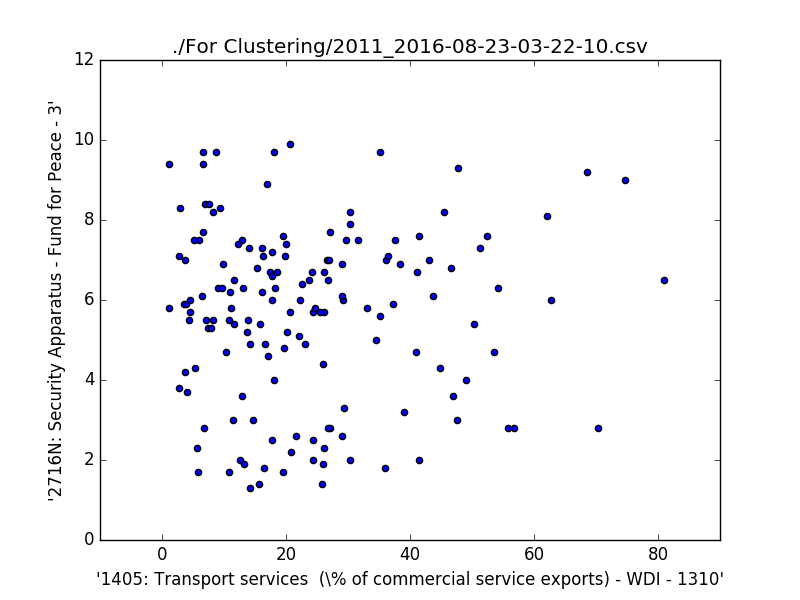 ./For Clustering/2011_2016-08-23-03-22-10.csv
12
10
8
6
4
2
0
'2716N: Security Apparatus - Fund for Peace - 3'
0 20 40 60 80
'1405: Transport services  (\% of commercial service exports) - WDI - 1310'